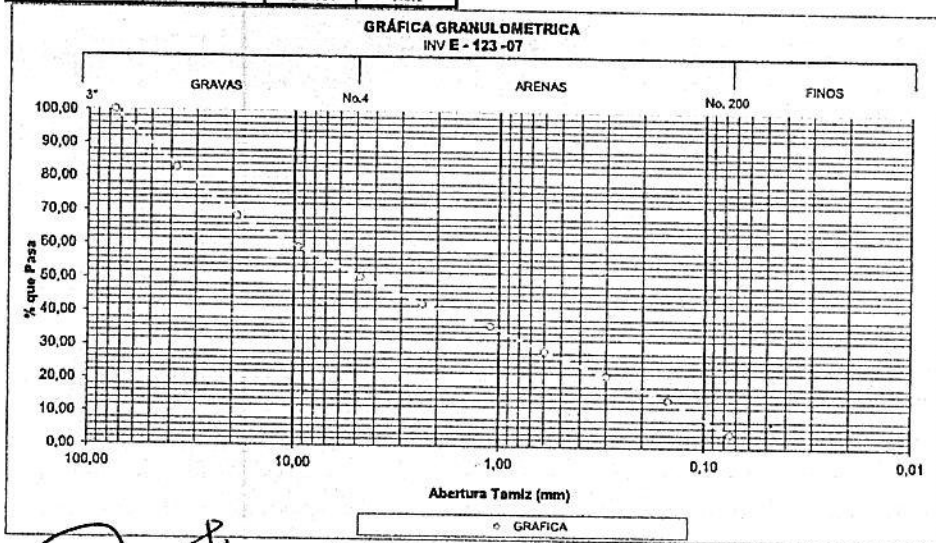 GRÁFICA GRANULOMETRICA
INV E - 123 -07
GRAVAS
ARENAS
FINOS
3"
No.4
No. 200
100,00
90,00
80,00
70,00
60,00
50,00
40,00
30,00
20,00
10,00
0,00
% que Pasa
100,00
10,00
1,00
0,10
0,01
Abertura Tamiz (mm)
GRAFICA